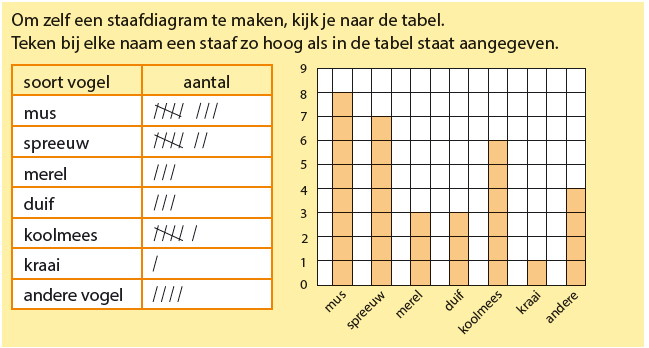 Om zelf een staafdiagram te maken, kijk je naar de tabel.
Teken bij elke naam een staaf zo hoog als in de tabel staat aangegeven.
soort vogel aantal
mus
spreeuw
merel
duif
koolmees
kraai
andere vogel
9
8
7
6
5
4
3
2
1
0
mus spreeuw merel duif koolmees kraai andere